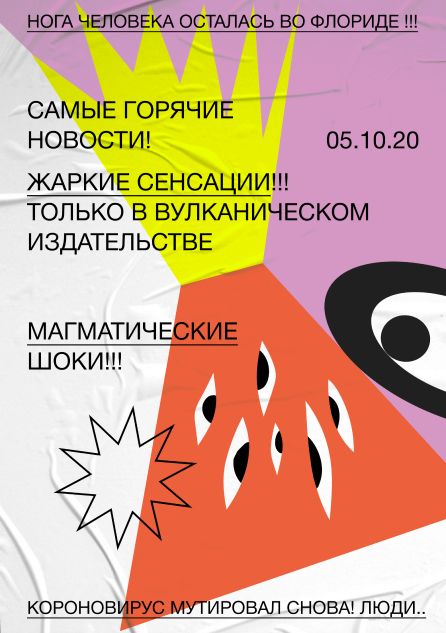 НОГА ЧЕЛОВЕКА ОСТАЛАСЬ ВО ФЛОРИДЕ !!!
САМЫЕ ГОРЯЧИЕ
НОВОСТИ!
05.10.20
ЖАРКИЕ СЕНСАЦИИ!!!
ТОЛЬКО В ВУЛКАНИЧЕСКОМ
ИЗДАТЕЛЬСТВЕ
МАГМАТИЧЕСКИЕ
ШОКИ!!!
КОРОНОВИРУС МУТИРОВАЛ СНОВА! ЛЮДИ..